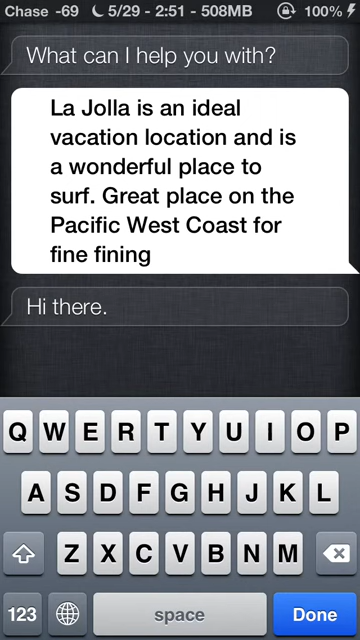 Chase -69 5/29 - 2:51 - 508MB 100%
What can I help you with?
La Jolla is an ideal
vacation location and is
a wonderful place to
surf. Great place on the
Pacific West Coast for
fine fining
Hi there.
Q W E R T Y U I O P
A S D F G H J K L
Z X C V B N M
123 space Done